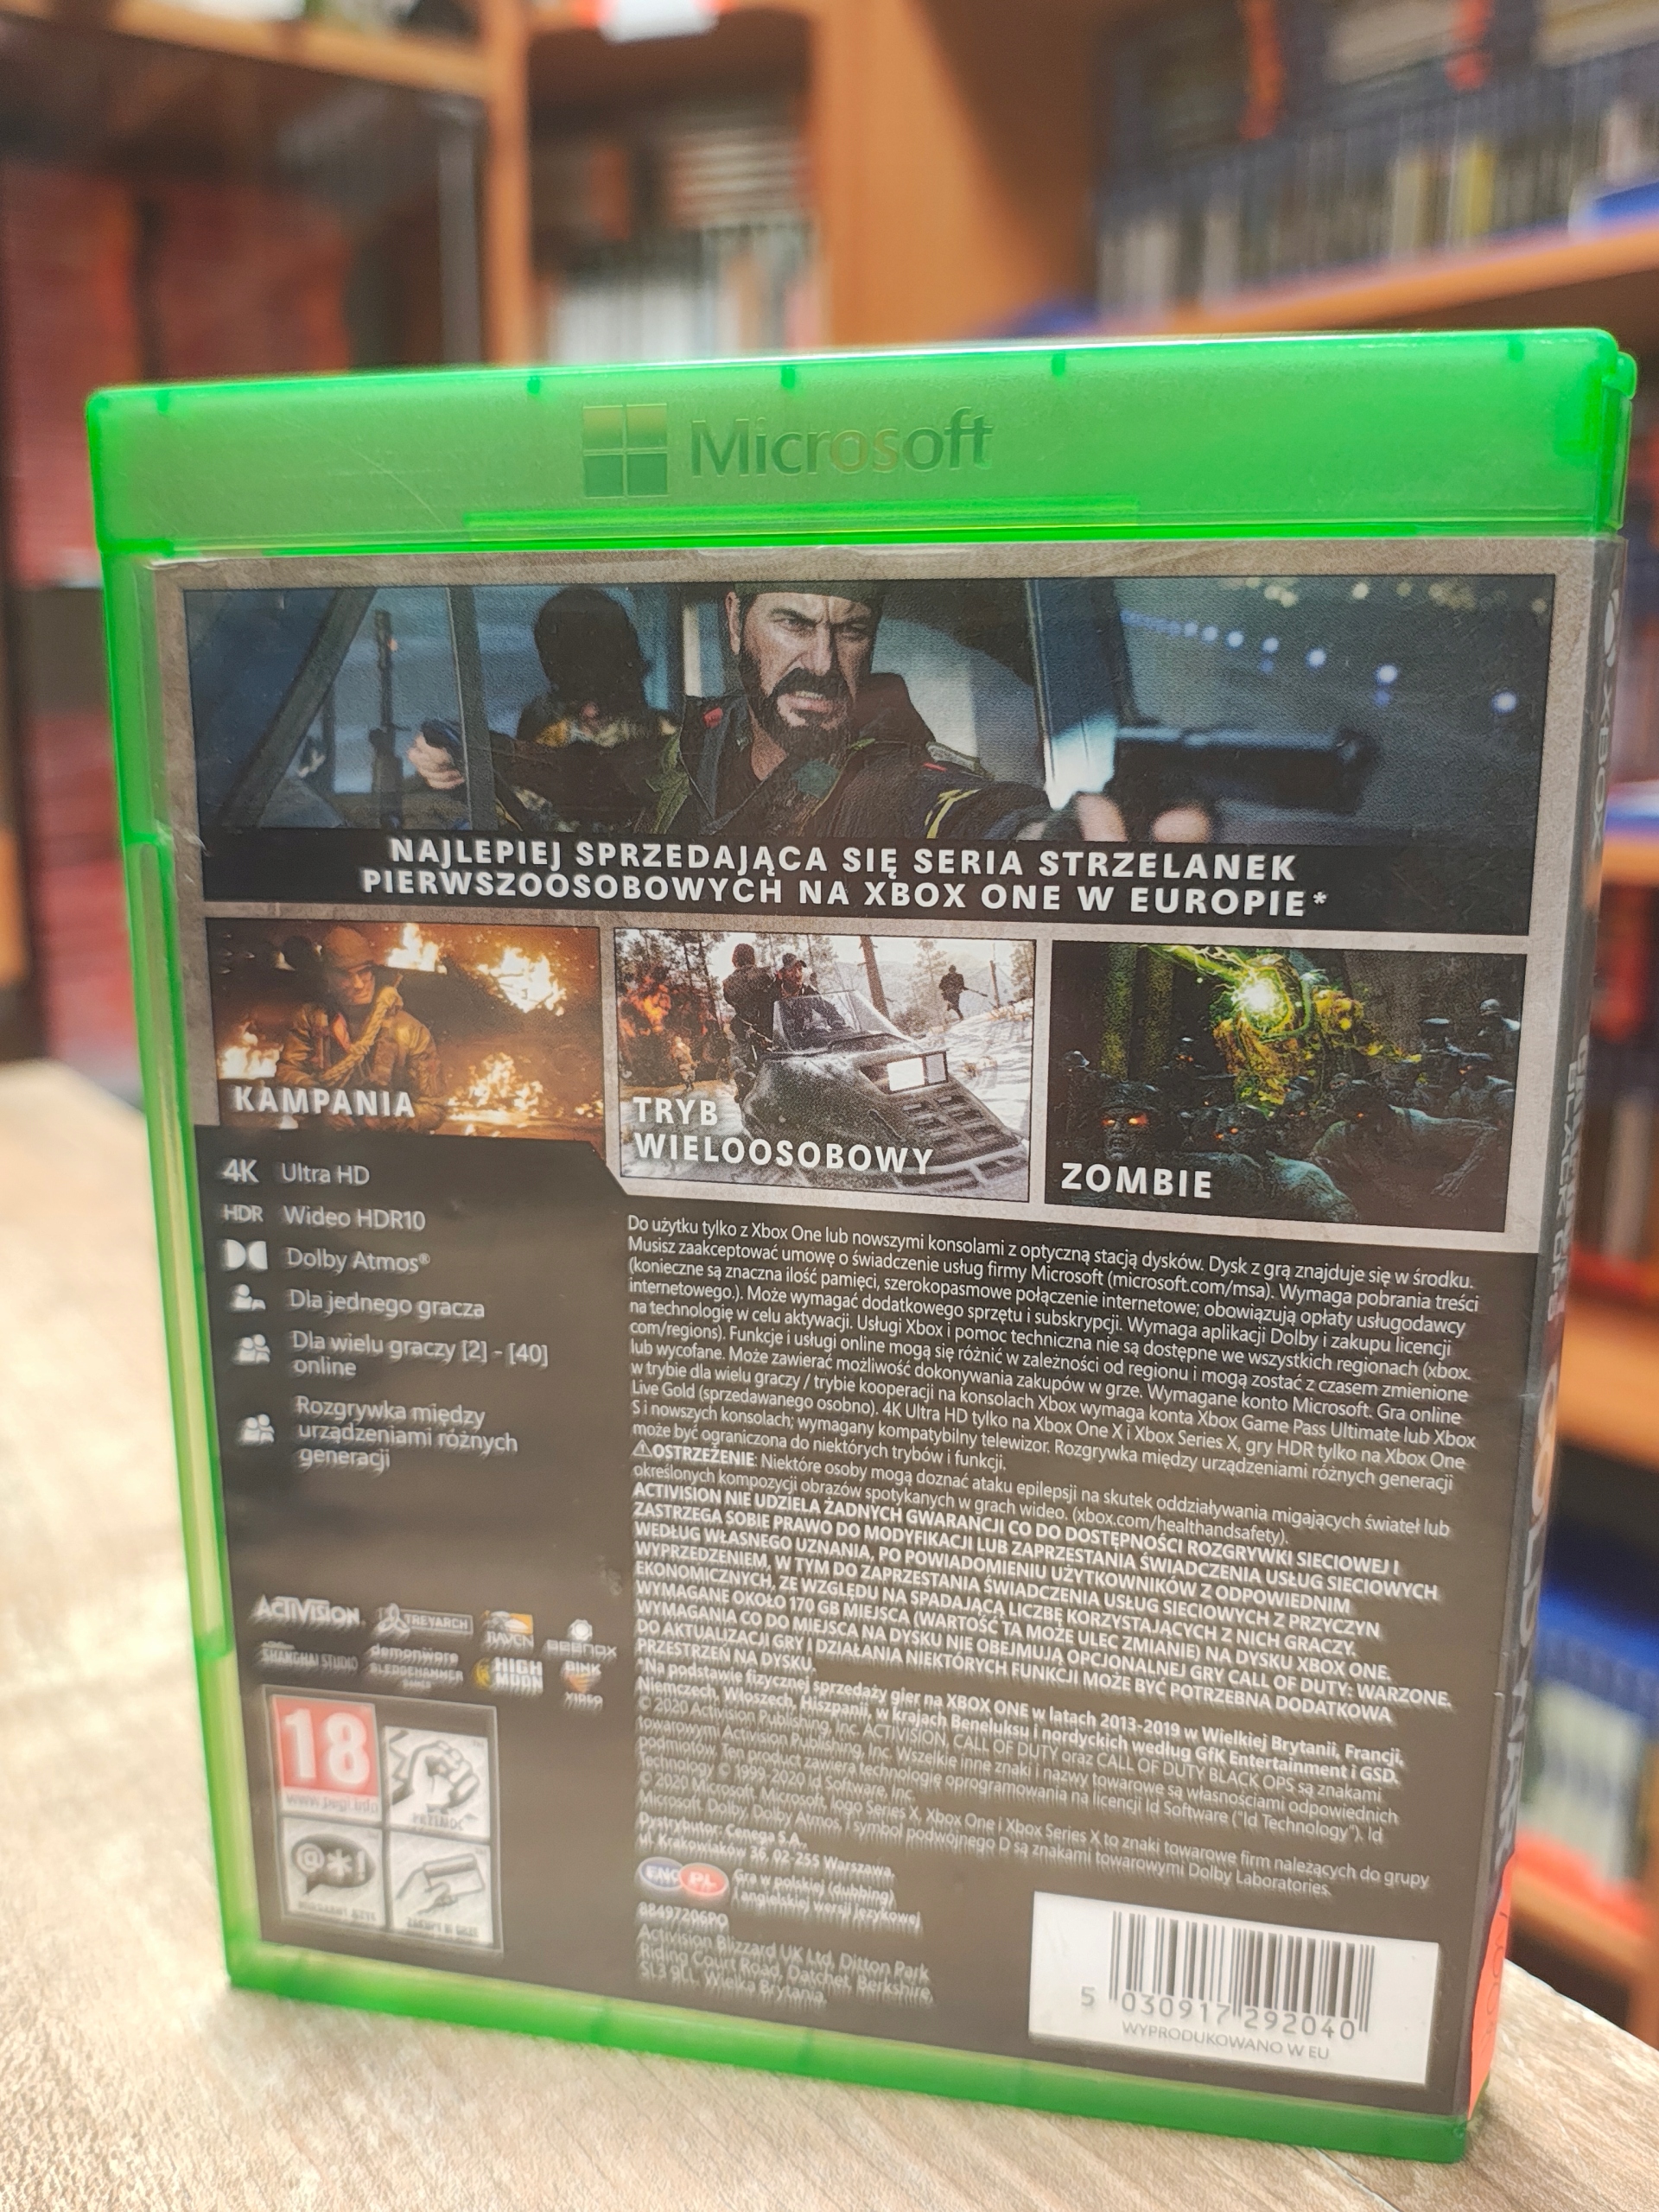 Microsoft
NAJLEPIEJ SPRZEDAJĄCA SIĘ SERIA STRZELANEK
PIERWSZOOSOBOWYCH NA XBOX ONE W EUROPIE*
KAMPANIA
TRYB
WIELOOSOBOWY
ZOMBIE
4K Ultra HD
HDR Wideo HDR10
Dolby Atmos®
Dla jednego gracza
Dla wielu graczy [2] - [40]
online
Rozgrywka między
urządzeniami różnych
generacji
Do użytku tylko z Xbox One lub nowszymi konsolami z optyczną stacją dysków. Dysk z grą znajduje się w środku.
Musisz zaakceptować umowę o świadczenie usług firmy Microsoft (microsoft.com/msa). Wymaga pobrania treści
(konieczne są znaczna ilość pamięci, szerokopasmowe połączenie internetowe; obowiązują opłaty usługodawcy
internetowego.). Może wymagać dodatkowego sprzętu i subskrypcji. Wymaga aplikacji Dolby i zakupu licencji
na technologię w celu aktywacji. Usługi Xbox i pomoc techniczna nie są dostępne we wszystkich regionach (xbox.
com/regions). Funkcje i usługi online mogą się różnić w zależności od regionu i mogą zostać z czasem zmienione
lub wycofane. Może zawierać możliwość dokonywania zakupów w grze. Wymagane konto Microsoft. Gra online
w trybie dla wielu graczy / trybie kooperacji na konsolach Xbox wymaga konta Xbox Game Pass Ultimate lub Xbox
Live Gold (sprzedawanego osobno). 4K Ultra HD tylko na Xbox One X i Xbox Series X, gry HDR tylko na Xbox One
S i nowszych konsolach; wymagany kompatybilny telewizor. Rozgrywka między urządzeniami różnych generacji
może być ograniczona do niektórych trybów i funkcji.
⚠OSTRZEŻENIE: Niektóre osoby mogą doznać ataku epilepsji na skutek oddziaływania migających świateł lub
określonych kompozycji obrazów spotykanych w grach wideo. (xbox.com/healthandsafety).
ACTIVISION NIE UDZIELA ŻADNYCH GWARANCJI CO DO DOSTĘPNOŚCI ROZGRYWKI SIECIOWEJ I
ZASTRZEGA SOBIE PRAWO DO MODYFIKACJI LUB ZAPRZESTANIA ŚWIADCZENIA USŁUG SIECIOWYCH
WEDŁUG WŁASNEGO UZNANIA, PO POWIADOMIENIU UŻYTKOWNIKÓW Z ODPOWIEDNIM
WYPRZEDZENIEM, W TYM DO ZAPRZESTANIA ŚWIADCZENIA USŁUG SIECIOWYCH Z PRZYCZYN
EKONOMICZNYCH, ZE WZGLĘDU NA SPADAJĄCĄ LICZBĘ KORZYSTAJĄCYCH Z NICH GRACZY.
WYMAGANE OKOŁO 170 GB MIEJSCA (WARTOŚĆ TA MOŻE ULEC ZMIANIE) NA DYSKU XBOX ONE.
WYMAGANIA CO DO MIEJSCA NA DYSKU NIE OBEJMUJĄ OPCJONALNEJ GRY CALL OF DUTY: WARZONE.
DO AKTUALIZACJI GRY I DZIAŁANIA NIEKTÓRYCH FUNKCJI MOŻE BYĆ POTRZEBNA DODATKOWA
PRZESTRZEŃ NA DYSKU.
*Na podstawie fizycznej sprzedaży gier na XBOX ONE w latach 2013-2019 w Wielkiej Brytanii, Francji,
Niemczech, Włoszech, Hiszpanii, w krajach Beneluksu i nordyckich według GfK Entertainment i GSD.
© 2020 Activision Publishing, Inc. ACTIVISION, CALL OF DUTY oraz CALL OF DUTY BLACK OPS są znakami
towarowymi Activision Publishing, Inc. Wszelkie inne znaki i nazwy towarowe są własnościami odpowiednich
podmiotów. Ten product zawiera technologię oprogramowania na licencji Id Software ("Id Technology"). Id
Technology © 1999-2020 Id Software, Inc.
© 2020 Microsoft. Microsoft, logo Series X, Xbox One i Xbox Series X to znaki towarowe firm należących do grupy
Microsoft. Dolby, Dolby Atmos, i symbol podwójnego D są znakami towarowymi Dolby Laboratories.
Dystrybutor: Cenega S.A.,
ul. Krakowiaków 36, 02-255 Warszawa.
ENG PL Gra w polskiej (dubbing)
i angielskiej wersji językowej
88497206PO
Activision Blizzard UK Ltd, Ditton Park
Riding Court Road, Datchet, Berkshire,
SL3 9LL, Wielka Brytania.
ACTIVISION. TREYARCH RAVEN BEENOX
SHANGHAI STUDIO demonware
SLEDGEHAMMER
GAMES
HIGH
MOON
BINK
VIDEO
18
www.pegi.info
PRZEMOC
@*!
ZAKUPY W GRZE
5 030917 292040
WYPRODUKOWANO W EU
XBOX